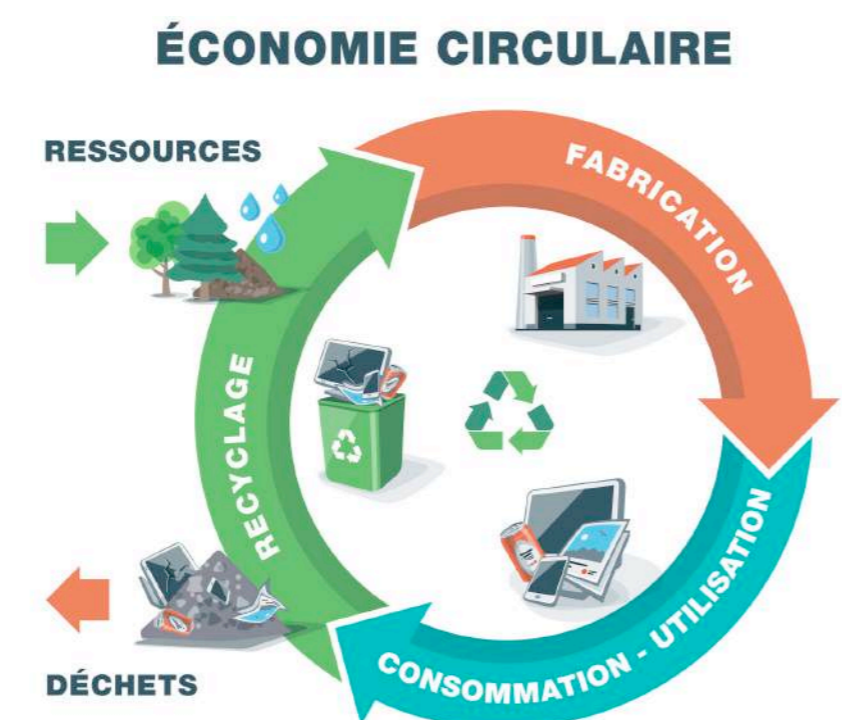 ÉCONOMIE CIRCULAIRE
RESSOURCES
FABRICATION
RECYCLAGE
CONSOMMATION - UTILISATION
DÉCHETS